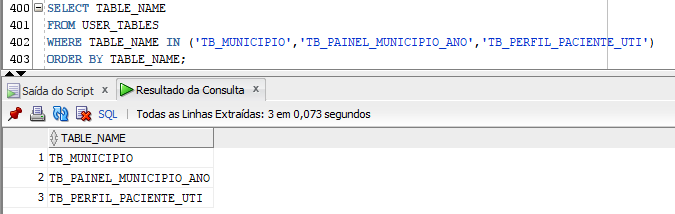 400 SELECT TABLE_NAME
401 FROM USER_TABLES
402 WHERE TABLE_NAME IN ('TB_MUNICIPIO','TB_PAINEL_MUNICIPIO_ANO','TB_PERFIL_PACIENTE_UTI')
403 ORDER BY TABLE_NAME;
Saída do Script x Resultado da Consulta x
SQL | Todas as Linhas Extraídas: 3 em 0,073 segundos
TABLE_NAME
1 TB_MUNICIPIO
2 TB_PAINEL_MUNICIPIO_ANO
3 TB_PERFIL_PACIENTE_UTI